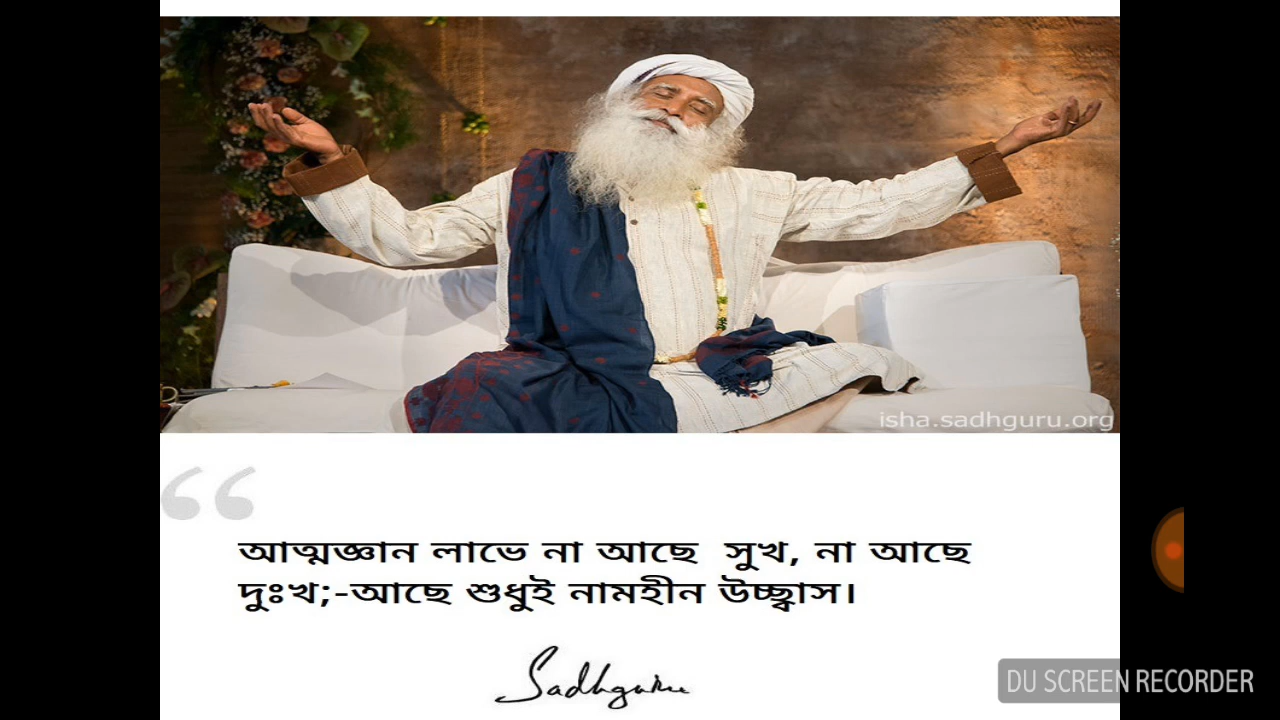 isha.sadhguru.org
“
আত্মজ্ঞান লাভে না আছে  সুখ, না আছে
দুঃখ;-আছে শুধুই নামহীন উচ্ছ্বাস।
Sadhguru
DU SCREEN RECORDER